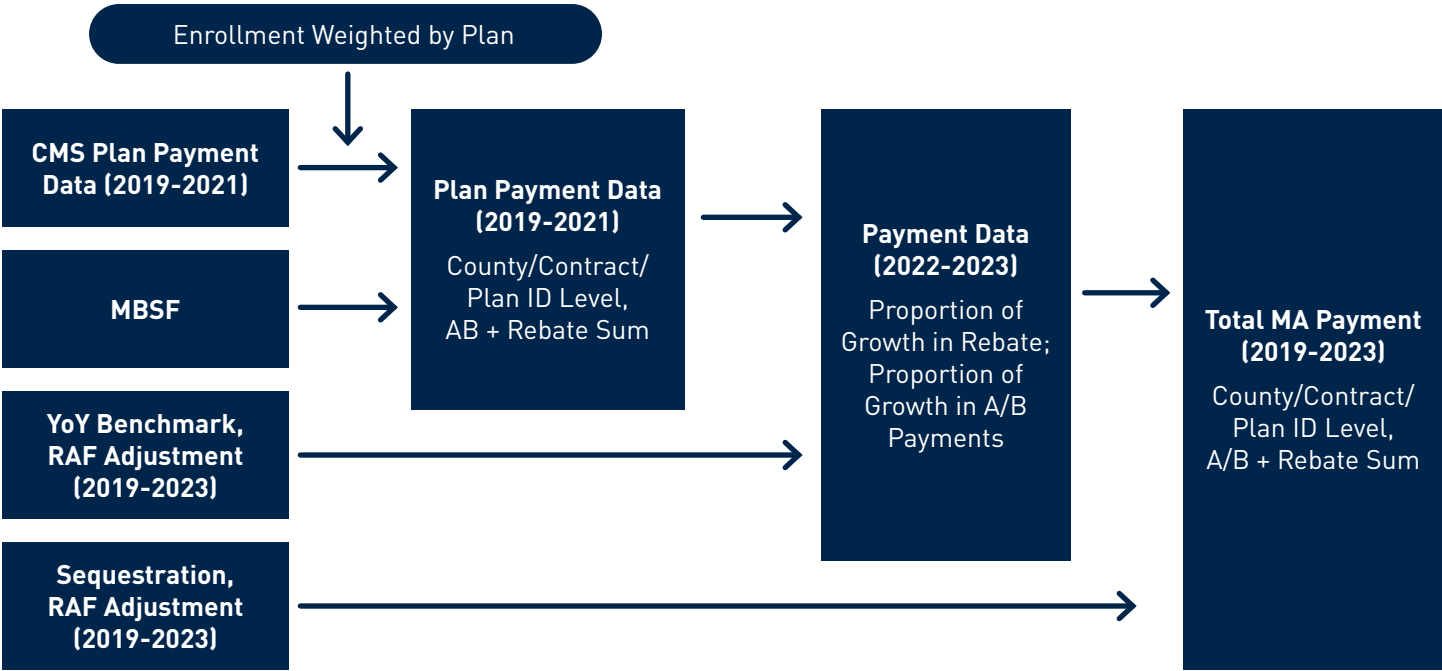 Enrollment Weighted by Plan
CMS Plan Payment
Data (2019-2021)
MBSF
YoY Benchmark,
RAF Adjustment
(2019-2023)
Sequestration,
RAF Adjustment
(2019-2023)
Plan Payment Data
(2019-2021)
County/Contract/
Plan ID Level,
AB + Rebate Sum
Payment Data
(2022-2023)
Proportion of
Growth in Rebate;
Proportion of
Growth in A/B
Payments
Total MA Payment
(2019-2023)
County/Contract/
Plan ID Level,
A/B + Rebate Sum